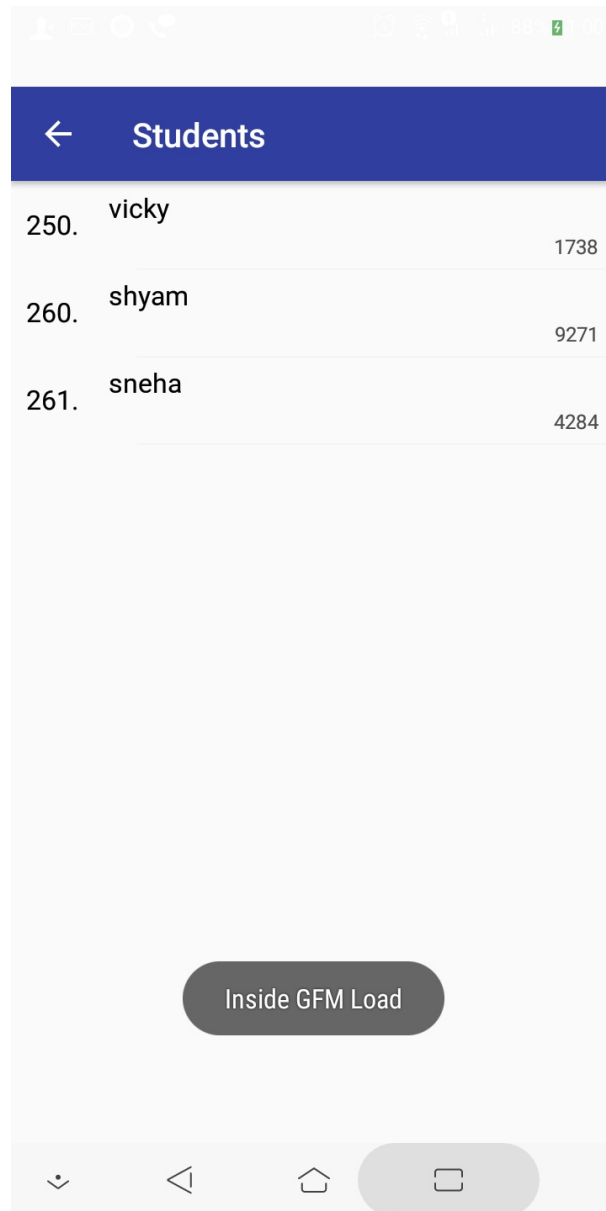 Students
250. vicky
1738
260. shyam
9271
261. sneha
4284
Inside GFM Load